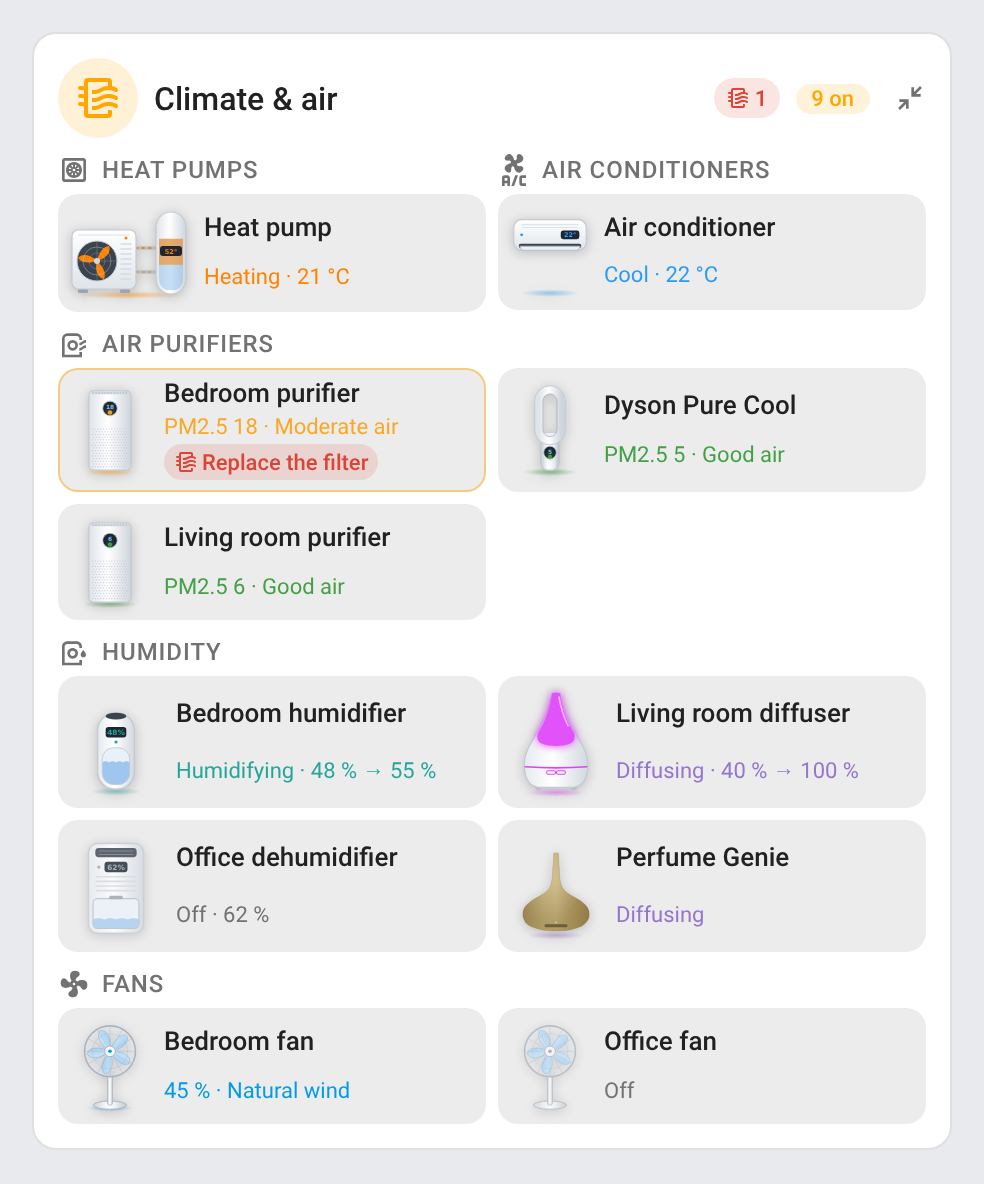 Climate & air
1
9 on
HEAT PUMPS
A/C
AIR CONDITIONERS
52°
Heat pump
Heating · 21 °C
22°
Air conditioner
Cool · 22 °C
AIR PURIFIERS
18
Bedroom purifier
PM2.5 18 · Moderate air
Replace the filter
5
Dyson Pure Cool
PM2.5 5 · Good air
6
Living room purifier
PM2.5 6 · Good air
HUMIDITY
48%
Bedroom humidifier
Humidifying · 48 % → 55 %
Living room diffuser
Diffusing · 40 % → 100 %
62%
Office dehumidifier
Off · 62 %
Perfume Genie
Diffusing
FANS
Bedroom fan
45 % · Natural wind
Office fan
Off